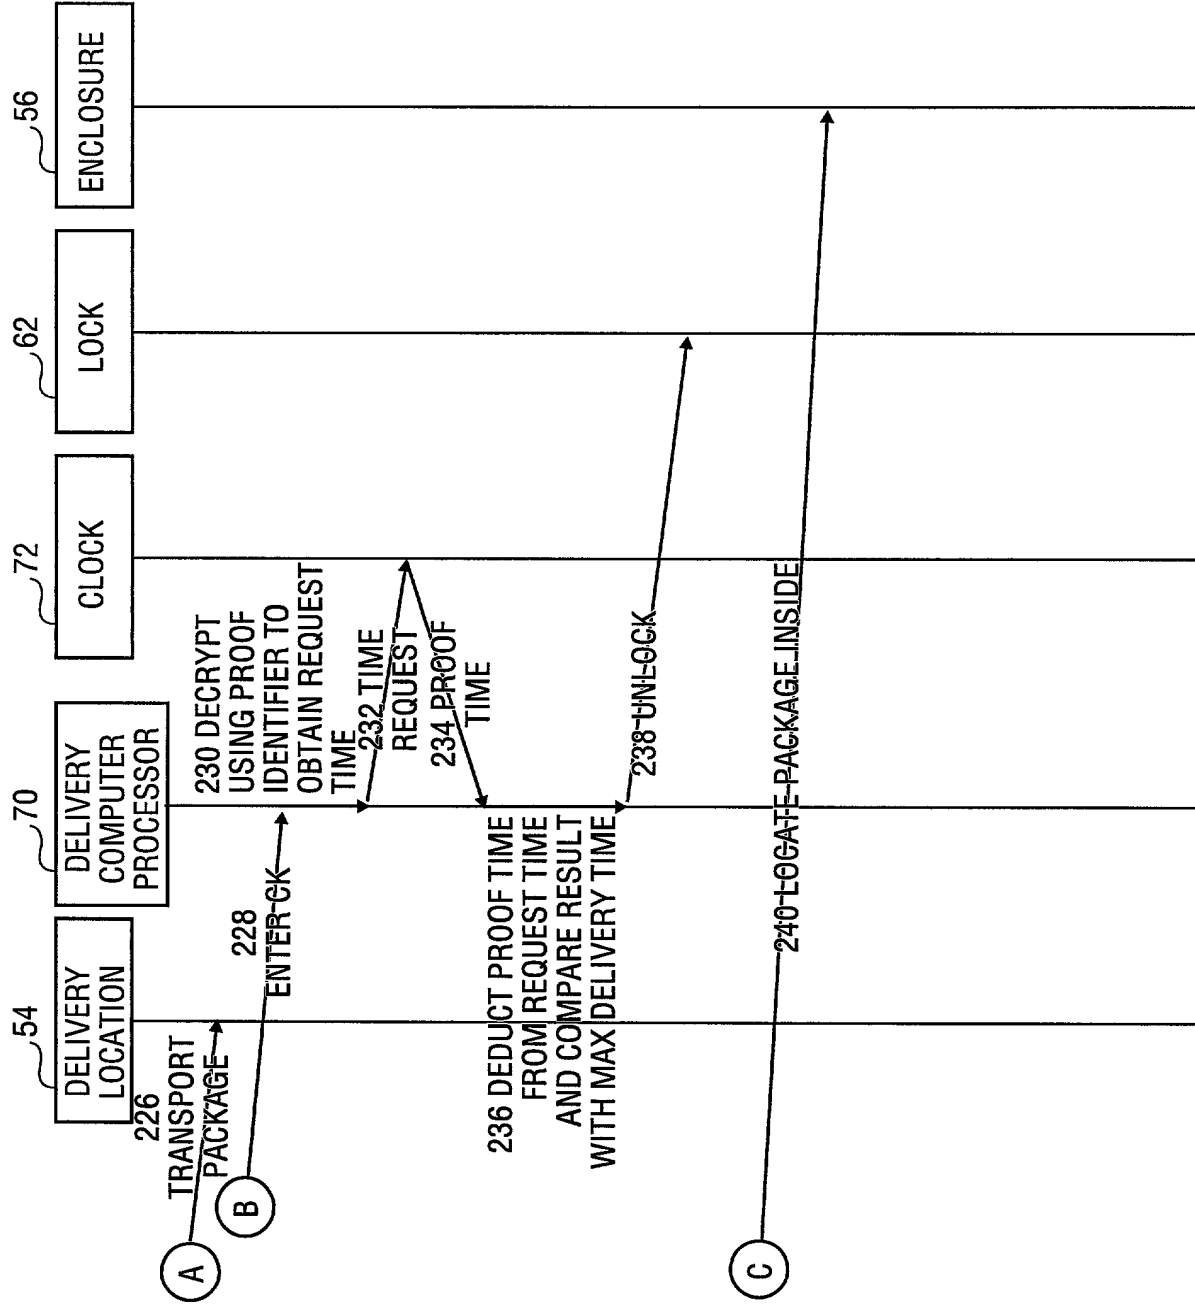 54
70
72
62
56
DELIVERY
LOCATION
DELIVERY
COMPUTER
PROCESSOR
CLOCK
LOCK
ENCLOSURE
226
TRANSPORT
PACKAGE
A
B
228
ENTER CK
230 DECRYPT
USING PROOF
IDENTIFIER TO
OBTAIN REQUEST
TIME
232 TIME
REQUEST
234 PROOF
TIME
236 DEDUCT PROOF TIME
FROM REQUEST TIME
AND COMPARE RESULT
WITH MAX DELIVERY TIME
238 UNLOCK
C
240 LOCATE PACKAGE INSIDE